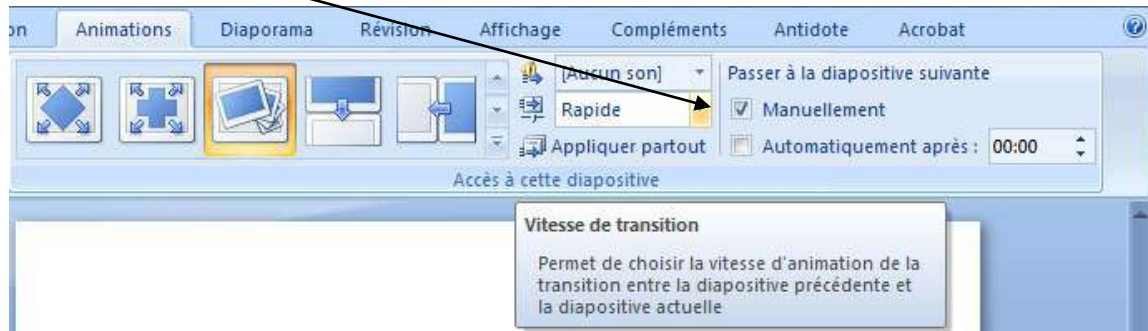 on Animations Diaporama Révision Affichage Compléments Antidote Acrobat
[Aucun son] Passer à la diapositive suivante
Rapide Manuellement
Appliquer partout Automatiquement après : 00:00
Accès à cette diapositive
Vitesse de transition
Permet de choisir la vitesse d'animation de la
transition entre la diapositive précédente et
la diapositive actuelle